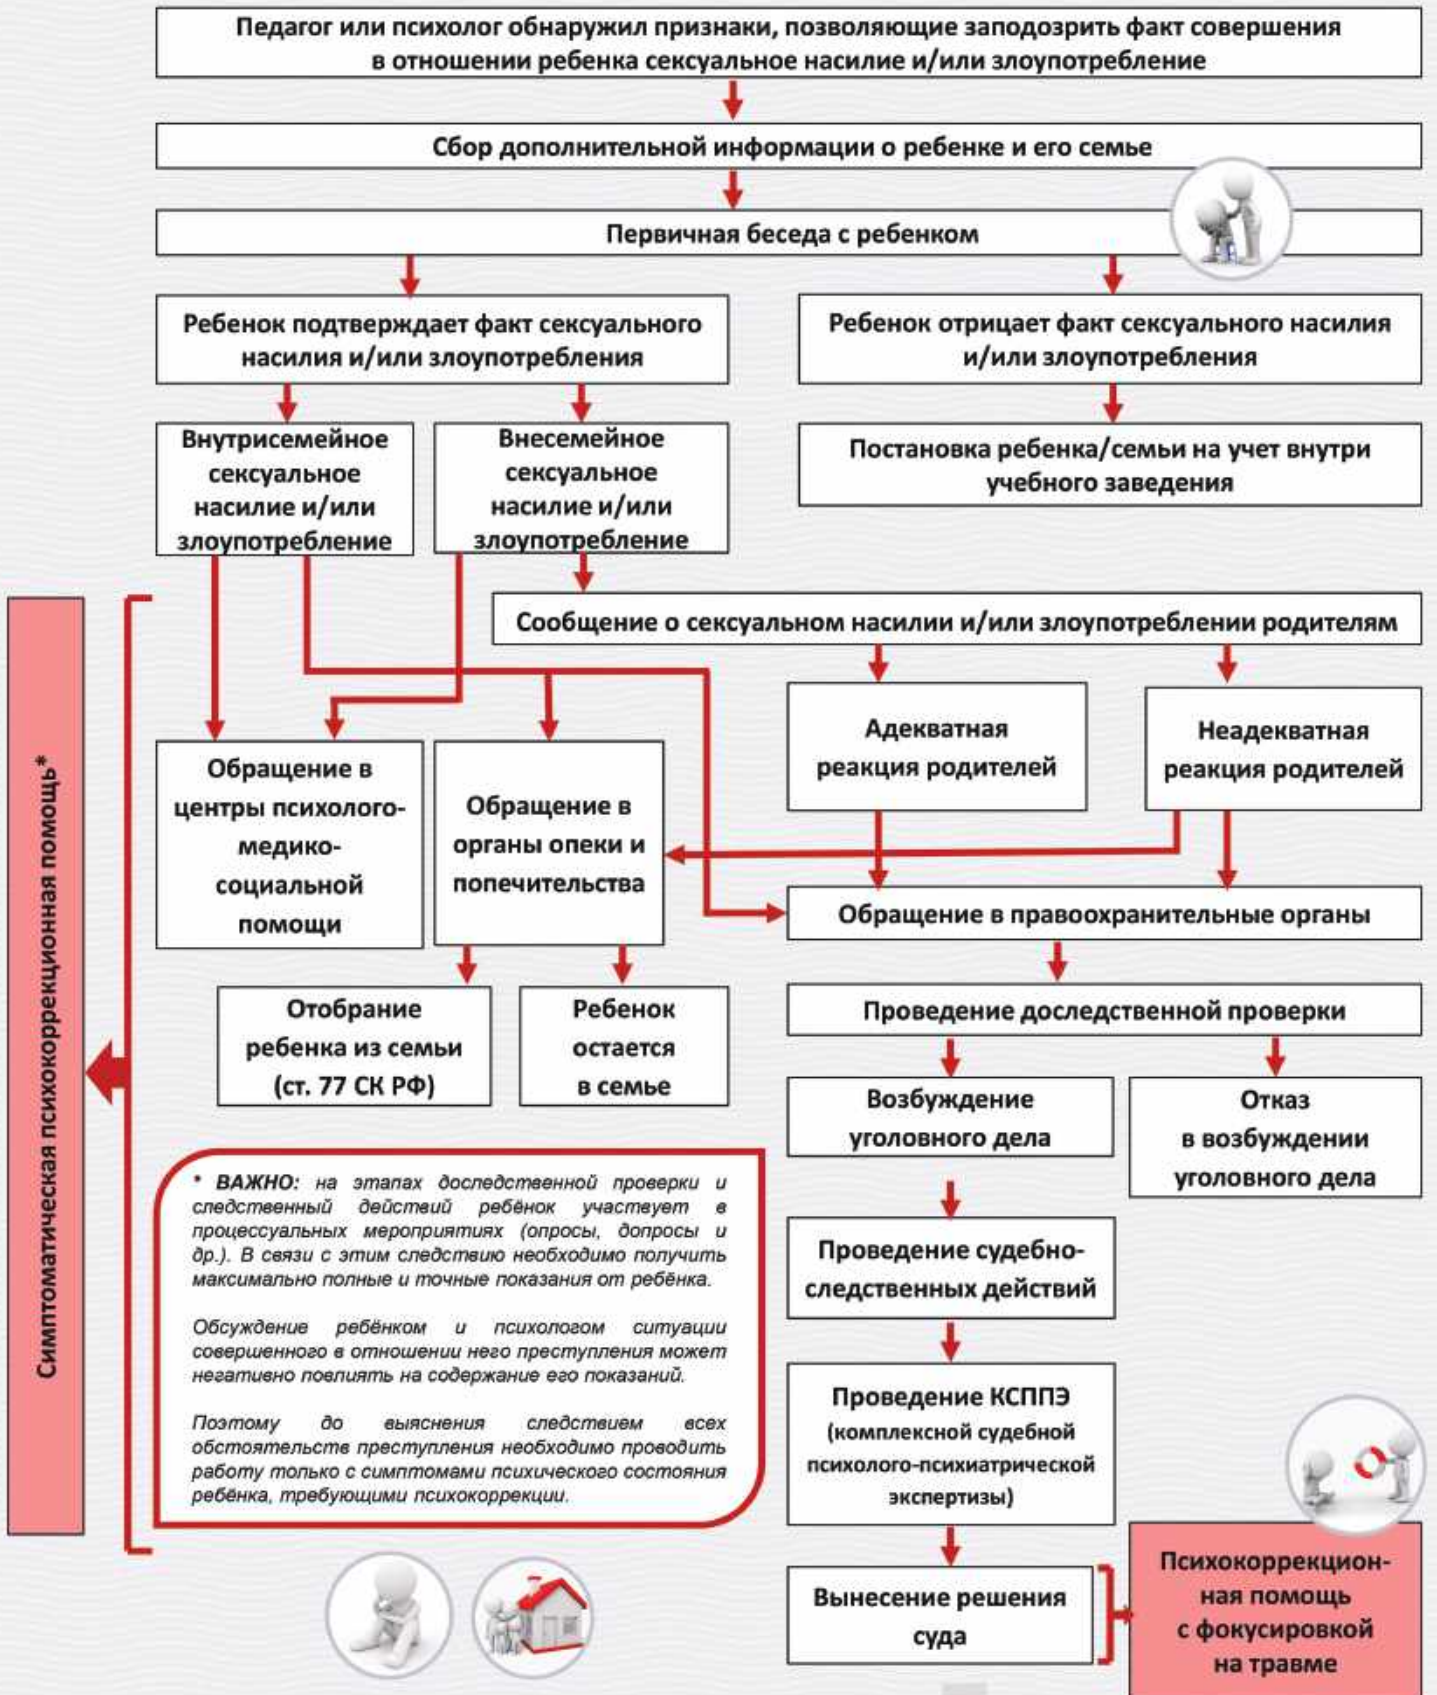 Педагог или психолог обнаружил признаки, позволяющие заподозрить факт совершения
в отношении ребенка сексуальное насилие и/или злоупотребление
Сбор дополнительной информации о ребенке и его семье
Первичная беседа с ребенком
Ребенок подтверждает факт сексуального
насилия и/или злоупотребления
Ребенок отрицает факт сексуального насилия
и/или злоупотребления
Внутрисемейное
сексуальное
насилие и/или
злоупотребление
Внесемейное
сексуальное
насилие и/или
злоупотребление
Постановка ребенка/семьи на учет внутри
учебного заведения
Сообщение о сексуальном насилии и/или злоупотреблении родителям
Адекватная
реакция родителей
Неадекватная
реакция родителей
Обращение в
центры психолого-
медико-
социальной
помощи
Обращение в
органы опеки и
попечительства
Обращение в правоохранительные органы
Отобрание
ребенка из семьи
(ст. 77 СК РФ)
Ребенок
остается
в семье
Проведение доследственной проверки
Возбуждение
уголовного дела
Отказ
в возбуждении
уголовного дела
Симптоматическая психокоррекционная помощь*
* ВАЖНО: на этапах доследственной проверки и
следственный действий ребёнок участвует в
процессуальных мероприятиях (опросы, допросы и
др.). В связи с этим следствию необходимо получить
максимально полные и точные показания от ребёнка.
Обсуждение ребёнком и психологом ситуации
совершенного в отношении него преступления может
негативно повлиять на содержание его показаний.
Поэтому до выяснения следствием всех
обстоятельств преступления необходимо проводить
работу только с симптомами психического состояния
ребёнка, требующими психокоррекции.
Проведение судебно-
следственных действий
Проведение КСППЭ
(комплексной судебной
психолого-психиатрической
экспертизы)
Вынесение решения
суда
Психокоррекцион-
ная помощь
с фокусировкой
на травме